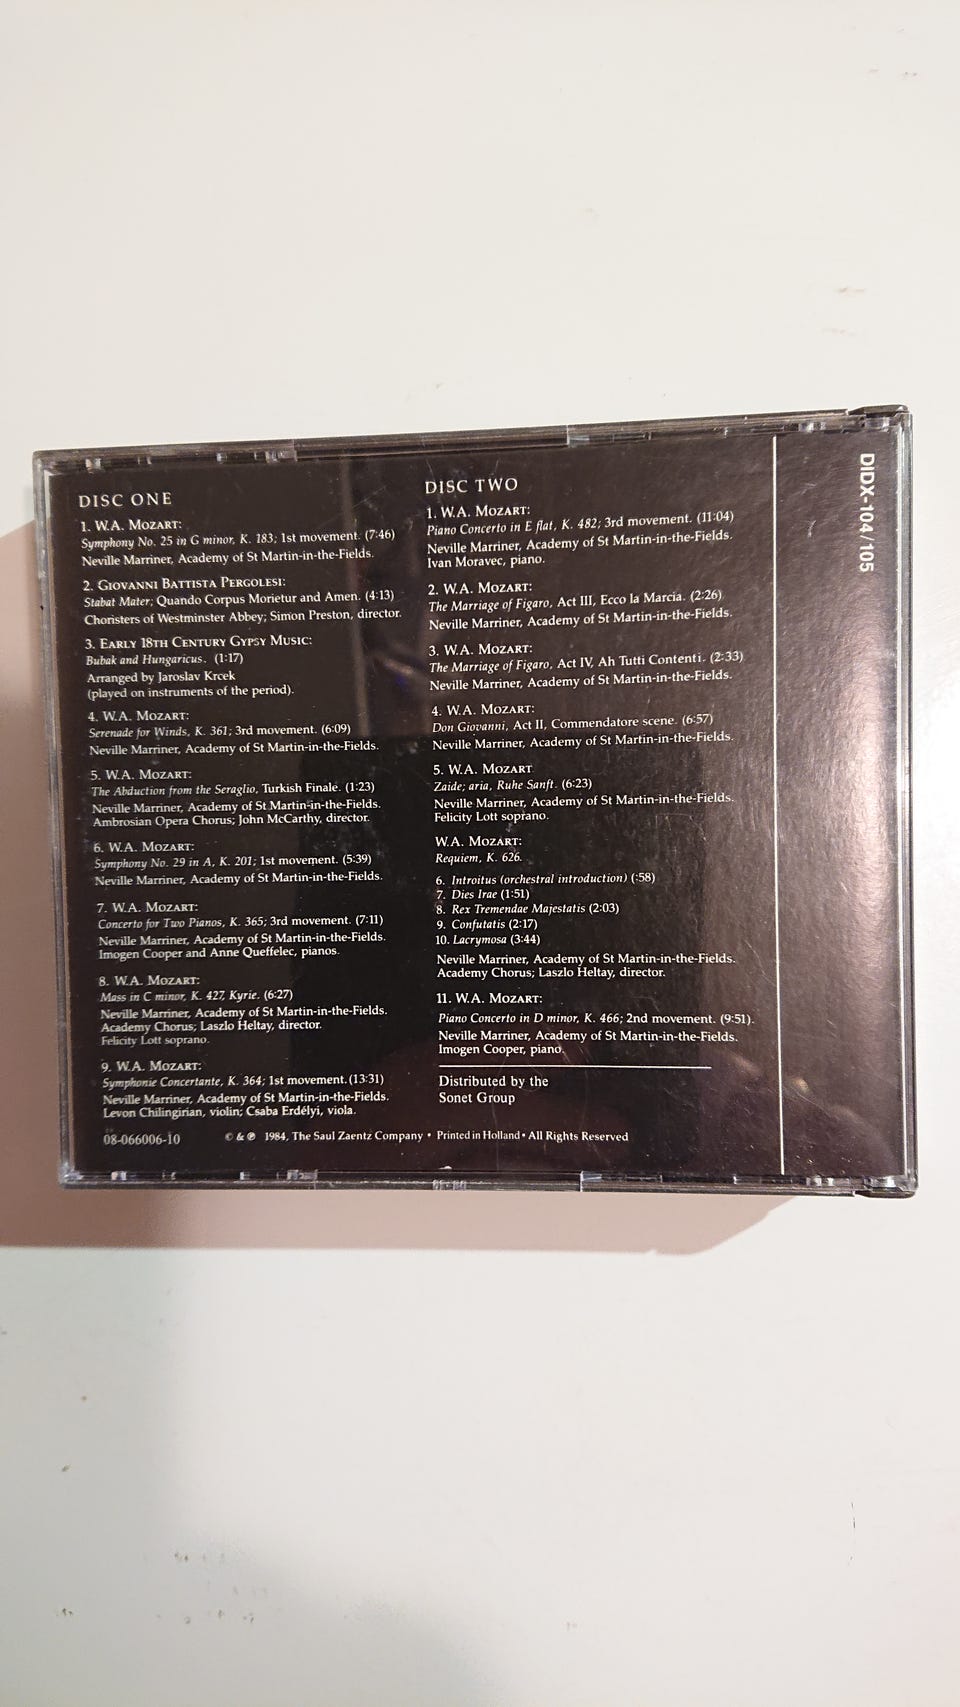 DISC ONE
1. W.A. MOZART:
Symphony No. 25 in G minor, K. 183; 1st movement. (7:46)
Neville Marriner, Academy of St Martin-in-the-Fields.
2. GIOVANNI BATTISTA PERGOLESI:
Stabat Mater; Quando Corpus Morietur and Amen. (4:13)
Choristers of Westminster Abbey; Simon Preston, director.
3. EARLY 18TH CENTURY GYPSY MUSIC:
Bubak and Hungaricus. (1:17)
Arranged by Jaroslav Krcek
(played on instruments of the period).
4. W.A. MOZART:
Serenade for Winds, K. 361; 3rd movement. (6:09)
Neville Marriner, Academy of St Martin-in-the-Fields.
5. W.A. MOZART:
The Abduction from the Seraglio, Turkish Finale. (1:23)
Neville Marriner, Academy of St Martin-in-the-Fields.
Ambrosian Opera Chorus; John McCarthy, director.
6. W.A. MOZART:
Symphony No. 29 in A, K. 201; 1st movement. (5:39)
Neville Marriner, Academy of St Martin-in-the-Fields.
7. W.A. MOZART:
Concerto for Two Pianos, K. 365; 3rd movement. (7:11)
Neville Marriner, Academy of St Martin-in-the-Fields.
Imogen Cooper and Anne Queffelec, pianos.
8. W.A. MOZART:
Mass in C minor, K. 427, Kyrie. (6:27)
Neville Marriner, Academy of St Martin-in-the-Fields.
Academy Chorus; Laszlo Heltay, director.
Felicity Lott soprano.
9. W.A. MOZART:
Symphonie Concertante, K. 364; 1st movement. (13:31)
Neville Marriner, Academy of St Martin-in-the-Fields.
Levon Chilingirian, violin; Csaba Erdélyi, viola.
DISC TWO
1. W.A. MOZART:
Piano Concerto in E flat, K. 482; 3rd movement. (11:04)
Neville Marriner, Academy of St Martin-in-the-Fields.
Ivan Moravec, piano.
2. W.A. MOZART:
The Marriage of Figaro, Act III, Ecco la Marcia. (2:26)
Neville Marriner, Academy of St Martin-in-the-Fields.
3. W.A. MOZART:
The Marriage of Figaro, Act IV, Ah Tutti Contenti. (2:33)
Neville Marriner, Academy of St Martin-in-the-Fields.
4. W.A. MOZART:
Don Giovanni, Act II, Commendatore scene. (6:57)
Neville Marriner, Academy of St Martin-in-the-Fields.
5. W.A. MOZART
Zaide; aria, Ruhe Sanft. (6:23)
Neville Marriner, Academy of St Martin-in-the-Fields.
Felicity Lott soprano.
W.A. MOZART:
Requiem, K. 626.
6. Introitus (orchestral introduction) (:58)
7. Dies Irae (1:51)
8. Rex Tremendae Majestatis (2:03)
9. Confutatis (2:17)
10. Lacrymosa (3:44)
Neville Marriner, Academy of St Martin-in-the-Fields.
Academy Chorus; Laszlo Heltay, director.
11. W.A. MOZART:
Piano Concerto in D minor, K. 466; 2nd movement. (9:51).
Neville Marriner, Academy of St Martin-in-the-Fields.
Imogen Cooper, piano.
Distributed by the
Sonet Group
08-066006-10 © & ℗ 1984, The Saul Zaentz Company • Printed in Holland • All Rights Reserved
DIDX-104/105